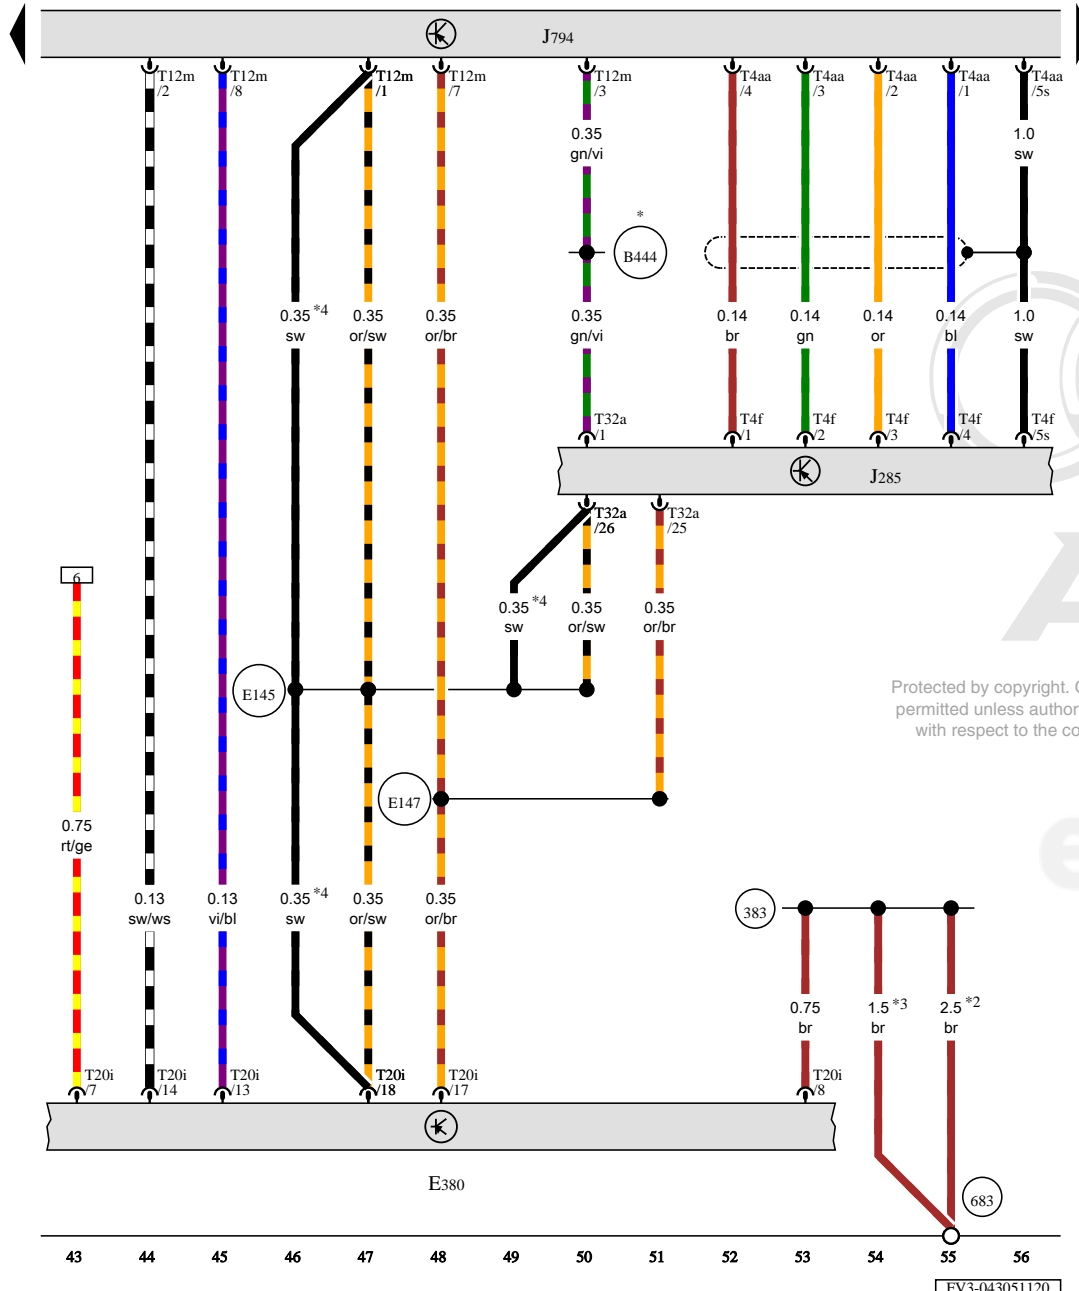 J794
T12m T12m T12m T12m T12m T4aa T4aa T4aa T4aa T4aa
/2 /8 /1 /7 /3 /4 /3 /2 /1 /5s
0.35 1.0
gn/vi sw
*
B444
0.35 *4 0.35 0.35 0.35 0.14 0.14 0.14 0.14 1.0
sw or/sw or/br gn/vi br gn or bl sw
T32a T4f T4f T4f T4f T4f
/1 /1 /2 /3 /4 /5s
J285
T32a T32a
/26 /25
6
0.35 *4 0.35 0.35
sw or/sw or/br
E145
Protected by copyright.
permitted unless author
with respect to the co
E147
0.75
rt/ge
0.13 0.13 0.35 *4 0.35 0.35
sw/ws vi/bl sw or/sw or/br
383
0.75 1.5 *3 2.5 *2
br br br
T20i T20i T20i T20i T20i T20i
/7 /14 /13 /18 /17 /8
E380
683
43 44 45 46 47 48 49 50 51 52 53 54 55 56
FV3-043051120